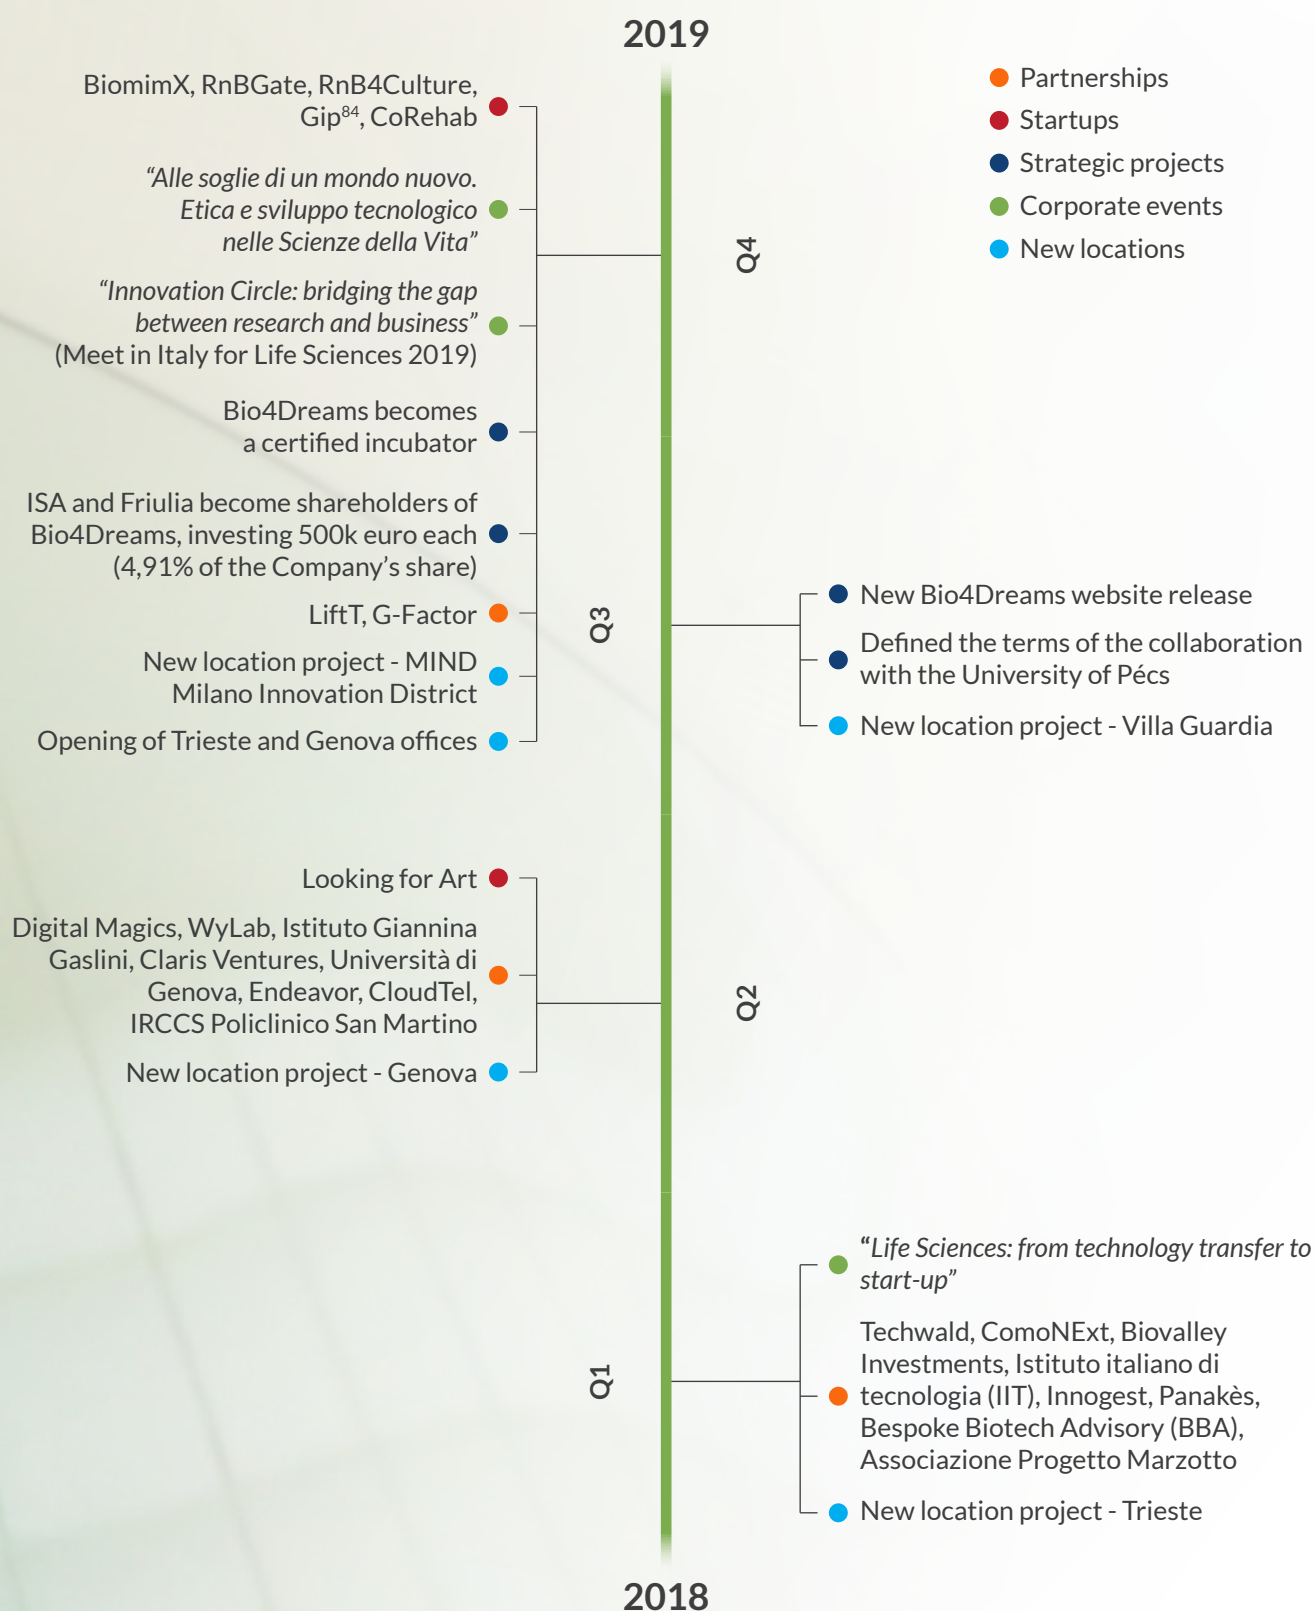 2019
Partnerships
Startups
Strategic projects
Corporate events
New locations
BiomimX, RnBGate, RnB4Culture,
Gip84, CoRehab
“Alle soglie di un mondo nuovo.
Etica e sviluppo tecnologico
nelle Scienze della Vita”
“Innovation Circle: bridging the gap
between research and business”
(Meet in Italy for Life Sciences 2019)
Bio4Dreams becomes
a certified incubator
ISA and Friulia become shareholders of
Bio4Dreams, investing 500k euro each
(4,91% of the Company’s share)
LiftT, G-Factor
New location project - MIND
Milano Innovation District
Opening of Trieste and Genova offices
Q4
Q3
New Bio4Dreams website release
Defined the terms of the collaboration
with the University of Pécs
New location project - Villa Guardia
Looking for Art
Digital Magics, WyLab, Istituto Giannina
Gaslini, Claris Ventures, Università di
Genova, Endeavor, CloudTel,
IRCCS Policlinico San Martino
New location project - Genova
Q2
Q1
“Life Sciences: from technology transfer to
start-up”
Techwald, ComoNExt, Biovalley
Investments, Istituto italiano di
tecnologia (IIT), Innogest, Panakès,
Bespoke Biotech Advisory (BBA),
Associazione Progetto Marzotto
New location project - Trieste
2018